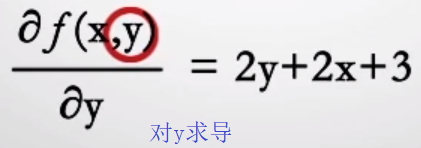 ∂f(x,y)
∂y
= 2y+2x+3
对y求导